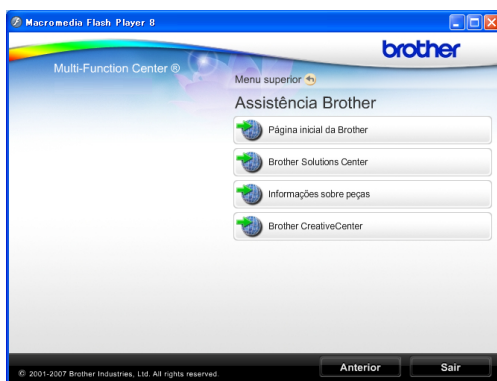 Macromedia Flash Player 8
brother
Multi-Function Center ®
Menu superior
Assistência Brother
Página inicial da Brother
Brother Solutions Center
Informações sobre peças
Brother CreativeCenter
© 2001-2007 Brother Industries, Ltd. All rights reserved.
Anterior
Sair